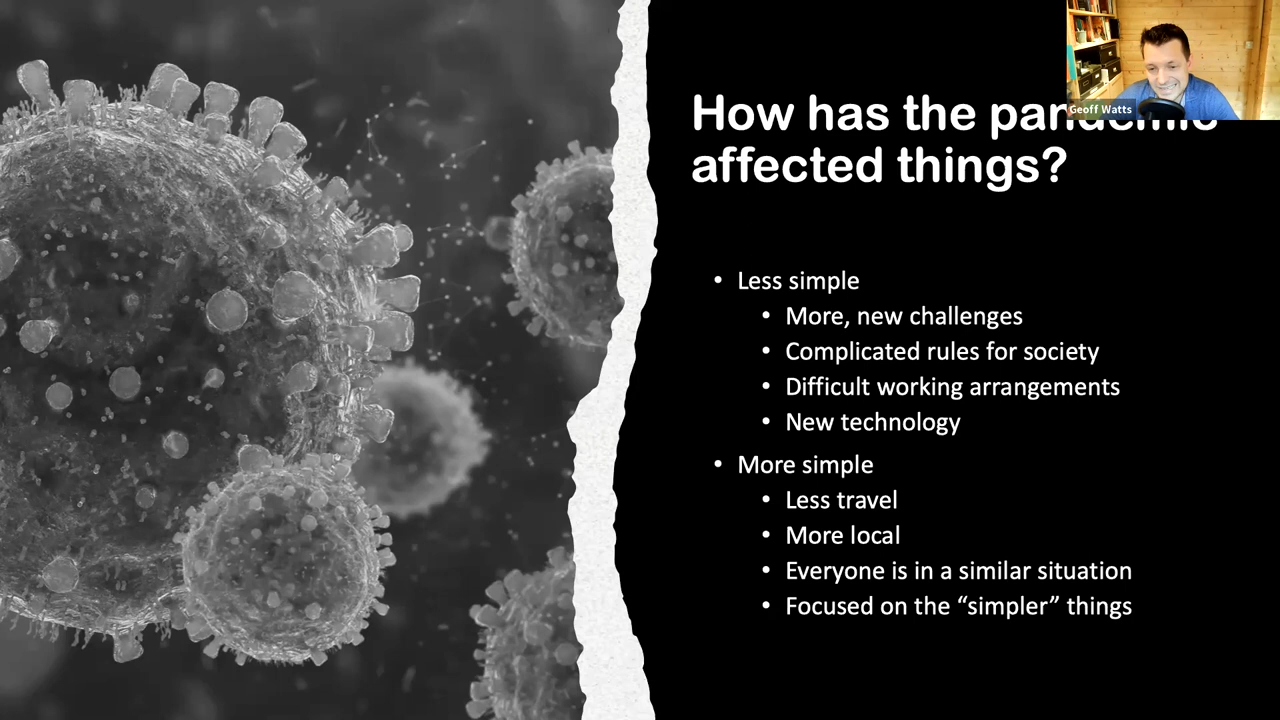 Geoff Watts
How has the pandemic
affected things?
• Less simple
• More, new challenges
• Complicated rules for society
• Difficult working arrangements
• New technology
• More simple
• Less travel
• More local
• Everyone is in a similar situation
• Focused on the “simpler” things